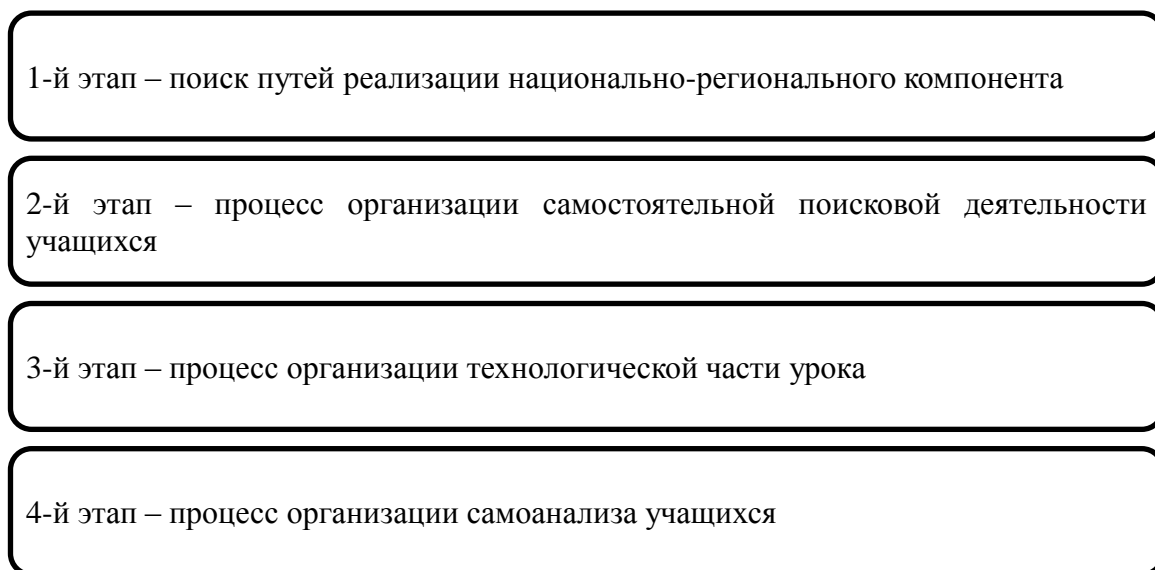 1-й этап – поиск путей реализации национально-регионального компонента
2-й этап – процесс организации самостоятельной поисковой деятельности
учащихся
3-й этап – процесс организации технологической части урока
4-й этап – процесс организации самоанализа учащихся